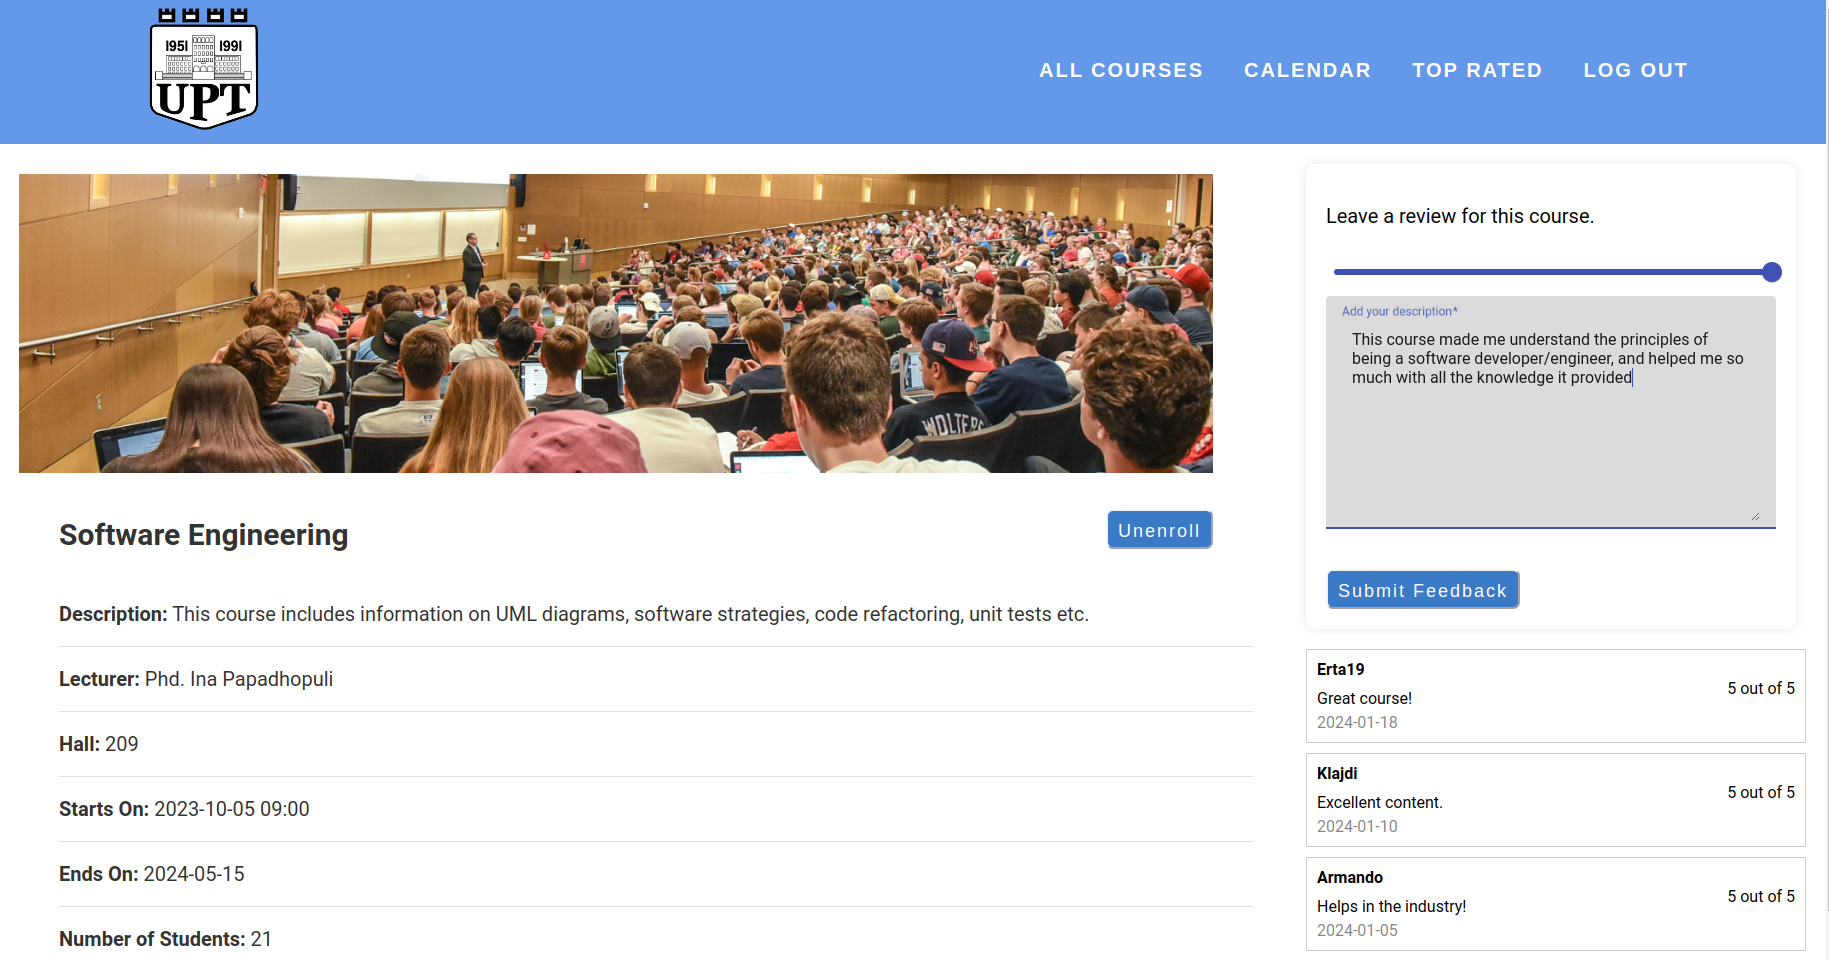 1951 1991
UPT
ALL COURSES CALENDAR TOP RATED LOG OUT
WOLTERS
Software Engineering
Unenroll
Description: This course includes information on UML diagrams, software strategies, code refactoring, unit tests etc.
Lecturer: Phd. Ina Papadhopuli
Hall: 209
Starts On: 2023-10-05 09:00
Ends On: 2024-05-15
Number of Students: 21
Leave a review for this course.
Add your description*
This course made me understand the principles of
being a software developer/engineer, and helped me so
much with all the knowledge it provided
Submit Feedback
Erta19
Great course!
2024-01-18
5 out of 5
Klajdi
Excellent content.
2024-01-10
5 out of 5
Armando
Helps in the industry!
2024-01-05
5 out of 5